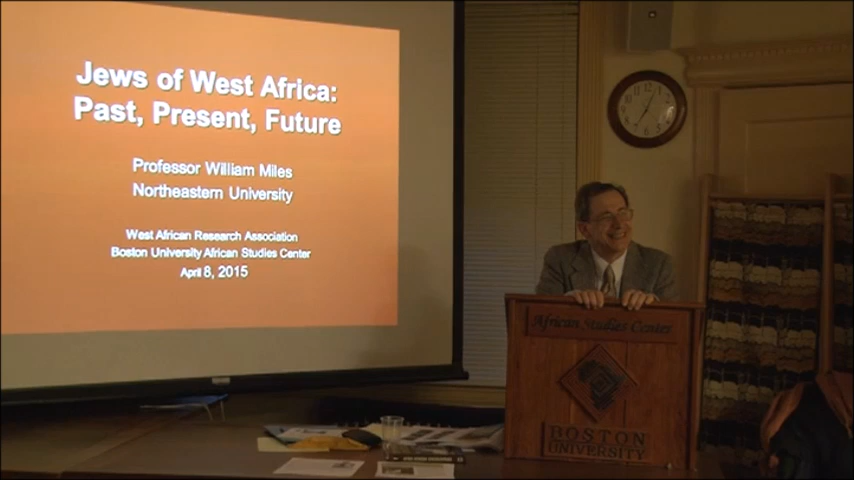 Jews of West Africa:
Past, Present, Future
Professor William Miles
Northeastern University
West African Research Association
Boston University African Studies Center
April 8, 2015
African Studies Center
BOSTON
UNIVERSITY